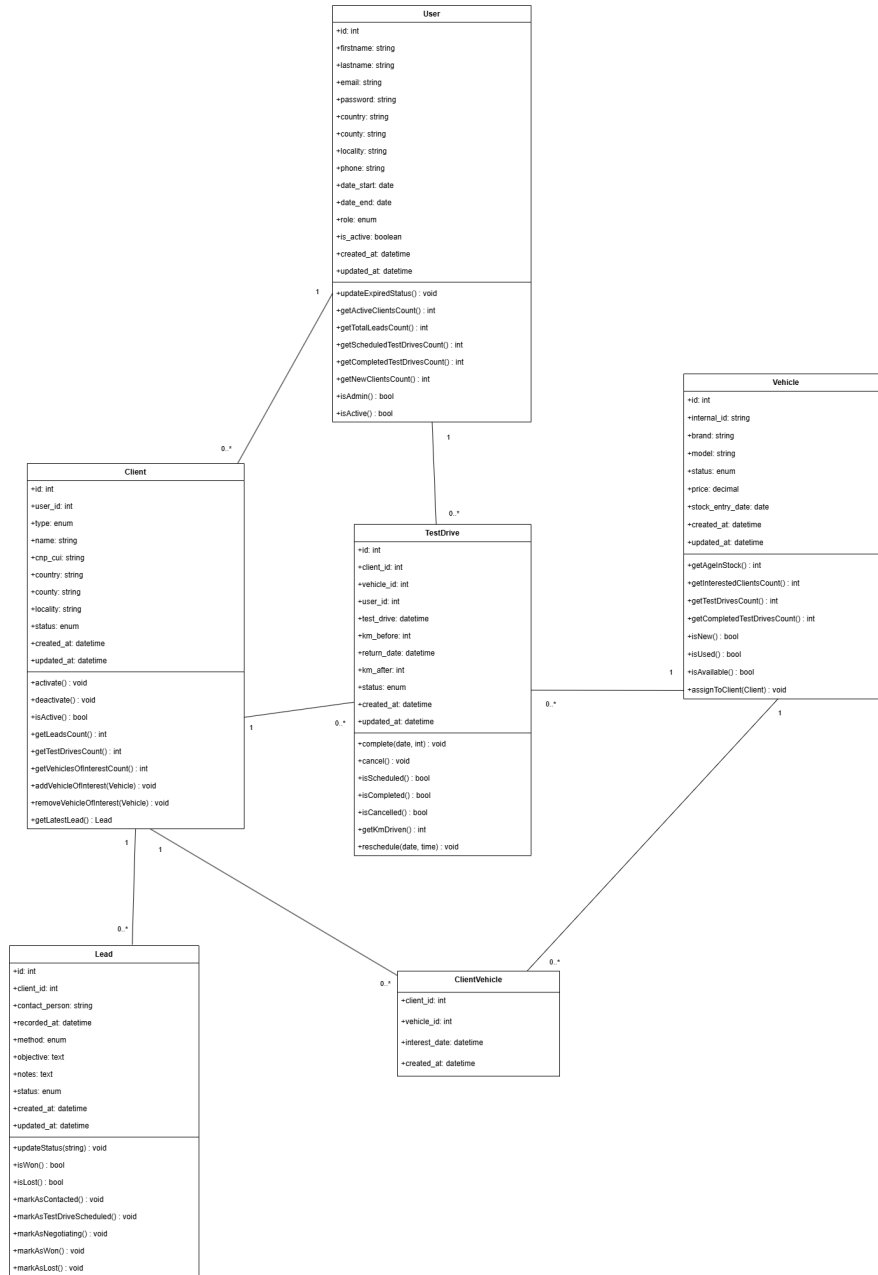 User
+id: int
+firstname: string
+lastname: string
+email: string
+password: string
+country: string
+county: string
+locality: string
+phone: string
+date_start: date
+date_end: date
+role: enum
+is_active: boolean
+created_at: datetime
+updated_at: datetime
+updateExpiredStatus() : void
+getActiveClientsCount() : int
+getTotalLeadsCount() : int
+getScheduledTestDrivesCount() : int
+getCompletedTestDrivesCount() : int
+getNewClientsCount() : int
+isAdmin() : bool
+isActive() : bool
1
0..*
1
0..*
Vehicle
+id: int
+internal_id: string
+brand: string
+model: string
+status: enum
+price: decimal
+stock_entry_date: date
+created_at: datetime
+updated_at: datetime
+getAgeInStock() : int
+getInterestedClientsCount(): int
+getTestDrivesCount() : int
+getCompletedTestDrivesCount() : int
+isNew() : bool
+isUsed() : bool
+isAvailable() : bool
+assignToClient(Client) : void
1
0..*
1
0..*
Client
+id: int
+user_id: int
+type: enum
+name: string
+cnp_cui: string
+country: string
+county: string
+locality: string
+status: enum
+created_at: datetime
+updated_at: datetime
+activate() : void
+deactivate() : void
+isActive() : bool
+getLeadsCount() : int
+getTestDrivesCount() : int
+getVehiclesOfInterestCount() : int
+addVehicleOfInterest(Vehicle) : void
+removeVehicleOfInterest(Vehicle) : void
+getLatestLead() : Lead
1
0..*
1
0..*
1
0..*
TestDrive
+id: int
+client_id: int
+vehicle_id: int
+user_id: int
+test_drive: datetime
+km_before: int
+return_date: datetime
+km_after: int
+status: enum
+created_at: datetime
+updated_at: datetime
+complete(date, int) : void
+cancel() : void
+isScheduled() : bool
+isCompleted() : bool
+isCancelled() : bool
+getKmDriven() : int
+reschedule(date, time) : void
Lead
+id: int
+client_id: int
+contact_person: string
+recorded_at: datetime
+method: enum
+objective: text
+notes: text
+status: enum
+created_at: datetime
+updated_at: datetime
+updateStatus(string) : void
+isWon() : bool
+isLost() : bool
+markAsContacted() : void
+markAsTestDriveScheduled() : void
+markAsNegotiating() : void
+markAsWon() : void
+markAsLost() : void
ClientVehicle
+client_id: int
+vehicle_id: int
+interest_date: datetime
+created_at: datetime